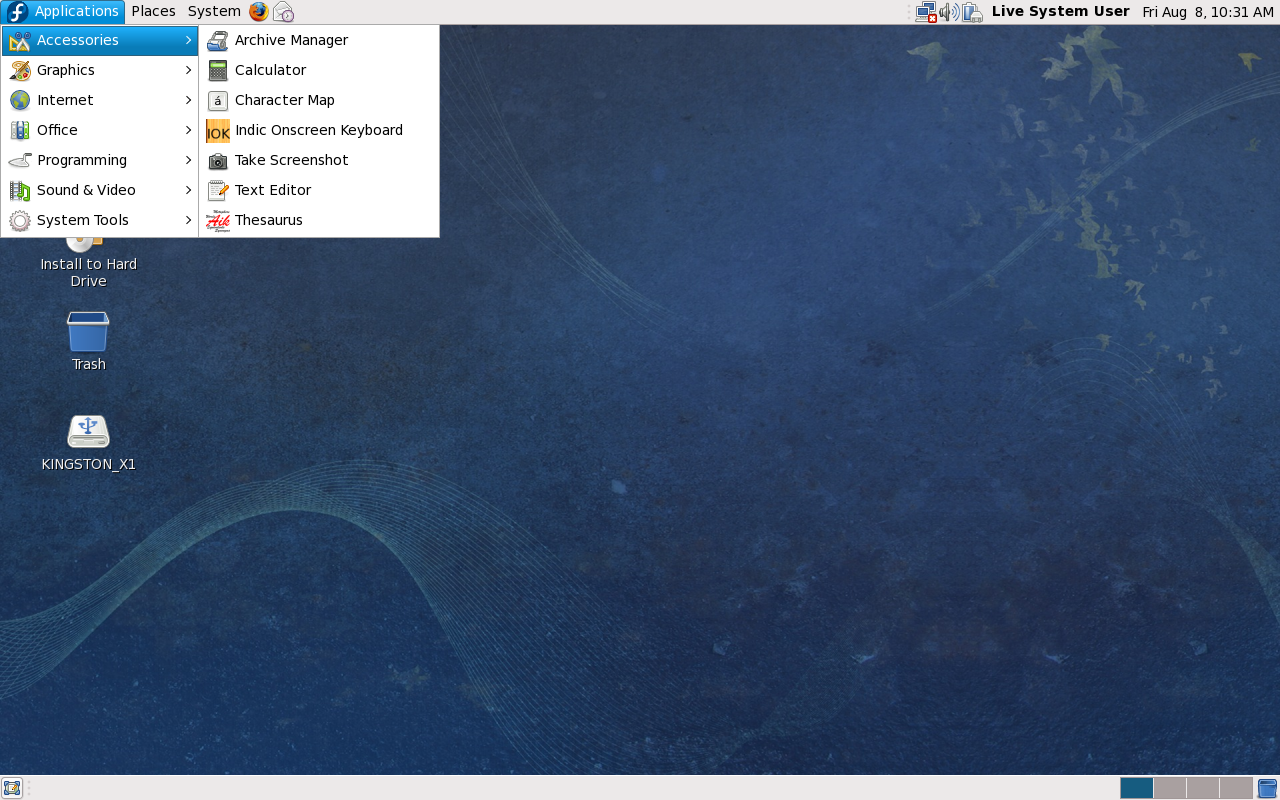 Applications Places System Live System User Fri Aug 8, 10:31 AM
Accessories
Graphics
Internet
Office
Programming
Sound & Video
System Tools
Archive Manager
Calculator
á Character Map
IOK Indic Onscreen Keyboard
Take Screenshot
Text Editor
Aik Thesaurus
Install to Hard
Drive
Trash
KINGSTON_X1